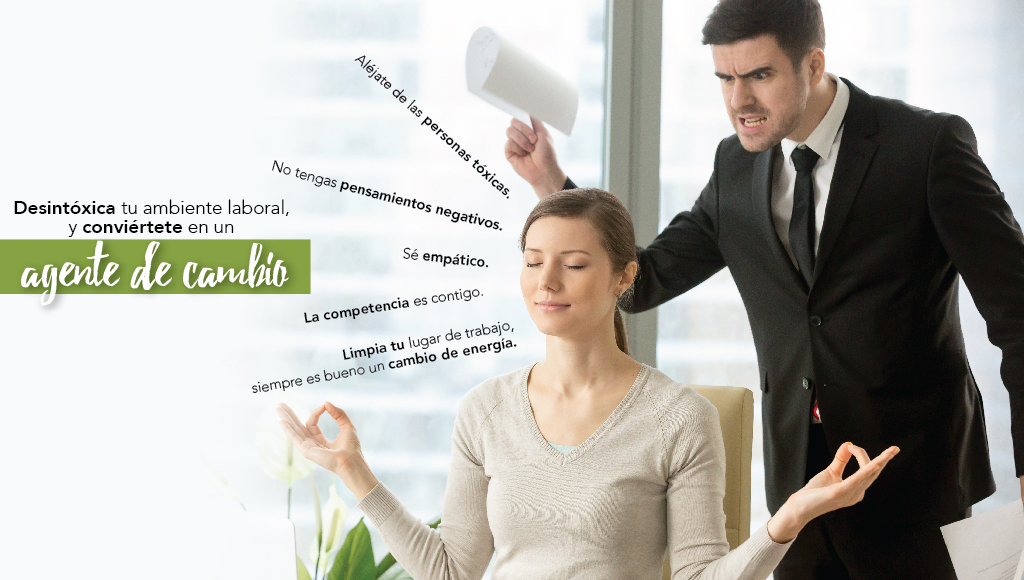 Desintóxica tu ambiente laboral,
y conviértete en un
agente de cambio
Aléjate de las personas tóxicas.
No tengas pensamientos negativos.
Sé empático.
La competencia es contigo.
Limpia tu lugar de trabajo,
siempre es bueno un cambio de energía.